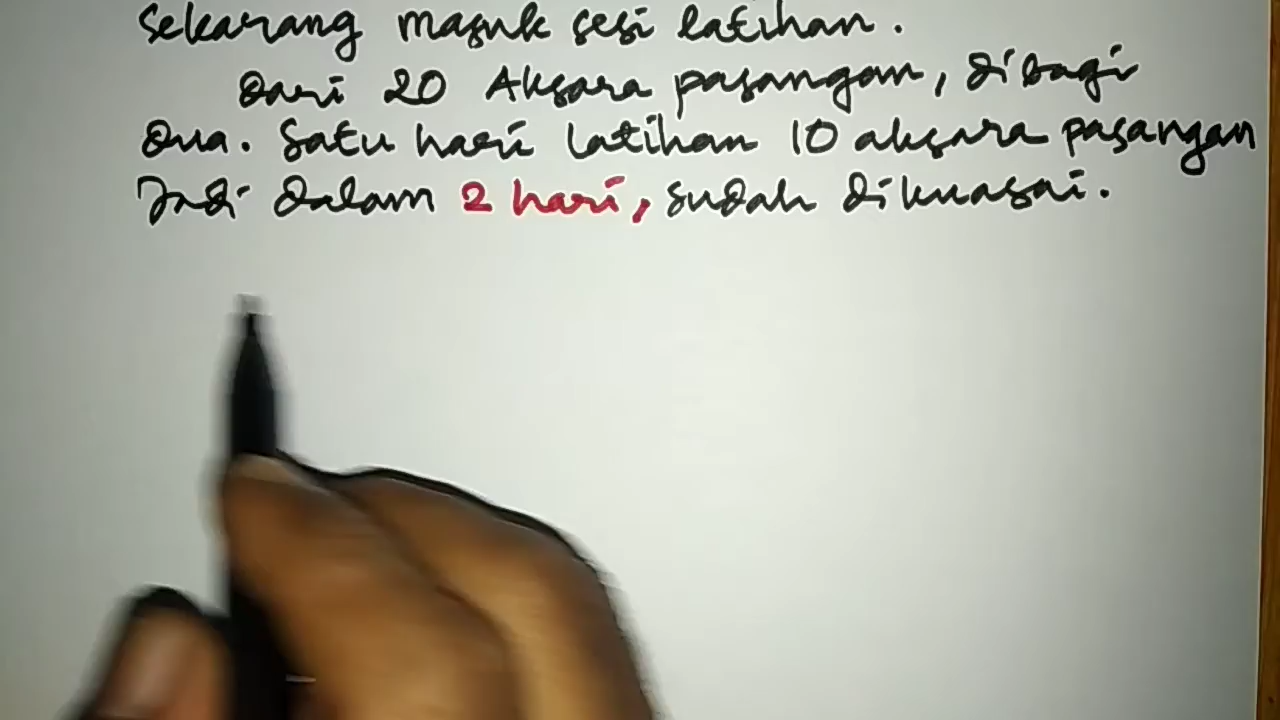 Sekarang masuk sesi latihan.
Dari 20 Aksara pasangan, dibagi
Dua. Satu hari latihan 10 aksara pasangan
Jadi dalam 2 hari, sudah dikuasai.